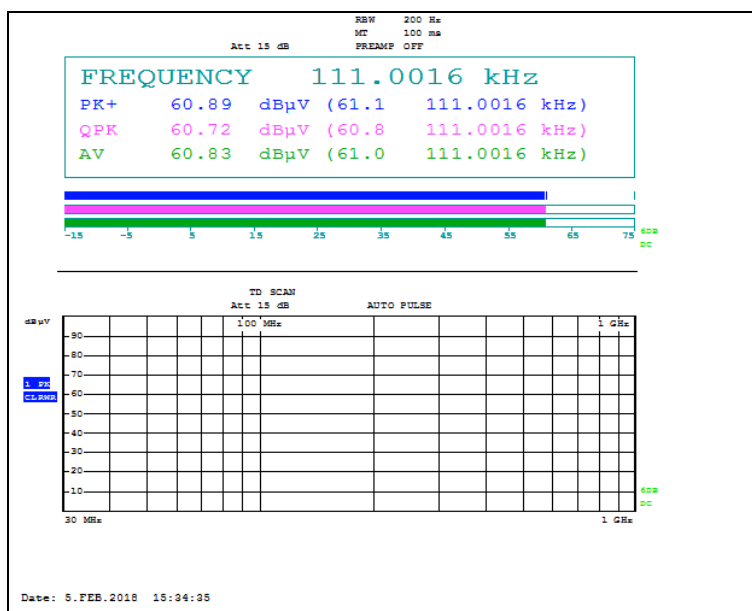 RBW 200 Hz
MT 100 ms
Att 15 dB PREAMP OFF
FREQUENCY 111.0016 kHz
PK+ 60.89 dBµV (61.1 111.0016 kHz)
QPK 60.72 dBµV (60.8 111.0016 kHz)
AV 60.83 dBµV (61.0 111.0016 kHz)
-15 -5 5 15 25 35 45 55 65 75
6DB
DC
TD SCAN
Att 15 dB AUTO PULSE
dBµV
100 MHz 1 GHz
90
80
70
1 PK
60
CLRWR
50
40
30
20
10
6DB
DC
30 MHz 1 GHz
Date: 5.FEB.2018 15:34:35